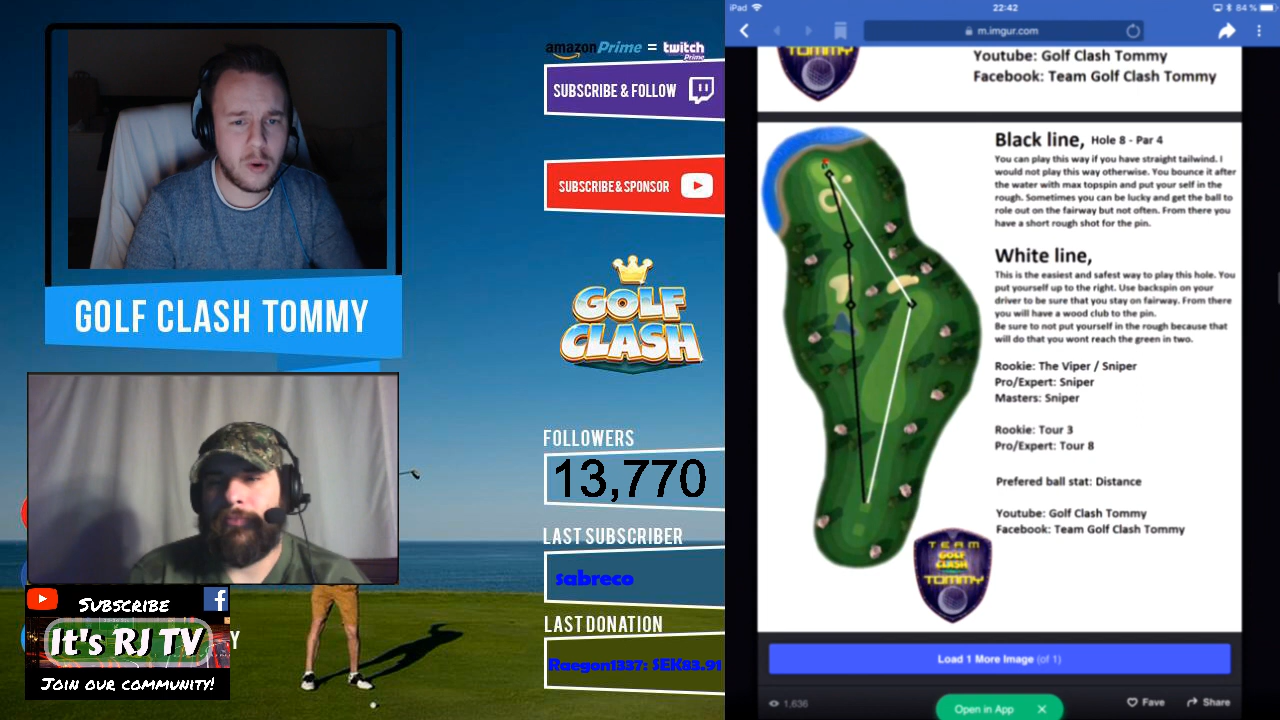 GOLF CLASH TOMMY
SUBSCRIBE
It's RJ TV
JOIN OUR COMMUNITY!
Y
amazonPrime = twitch
Prime
SUBSCRIBE & FOLLOW
SUBSCRIBE & SPONSOR
GOLF
CLASH
FOLLOWERS
13,770
LAST SUBSCRIBER
sabreco
LAST DONATION
Raegon1337: SEK83.91
iPad
22:42
84 %
m.imgur.com
TOMMY
Youtube: Golf Clash Tommy
Facebook: Team Golf Clash Tommy
Black line, Hole 8 - Par 4
You can play this way if you have straight tailwind. I
would not play this way otherwise. You bounce it after
the water with max topspin and put your self in the
rough. Sometimes you can be lucky and get the ball to
role out on the fairway but not often. From there you
have a short rough shot for the pin.
White line,
This is the easiest and safest way to play this hole. You
put yourself up to the right. Use backspin on your
driver to be sure that you stay on fairway. From there
you will have a wood club to the pin.
Be sure to not put yourself in the rough because that
will do that you wont reach the green in two.
Rookie: The Viper / Sniper
Pro/Expert: Sniper
Masters: Sniper
Rookie: Tour 3
Pro/Expert: Tour 8
Prefered ball stat: Distance
Youtube: Golf Clash Tommy
Facebook: Team Golf Clash Tommy
TEAM
GOLF
CLASH
TOMMY
Load 1 More Image (of 1)
1,636
Open in App
Fave
Share